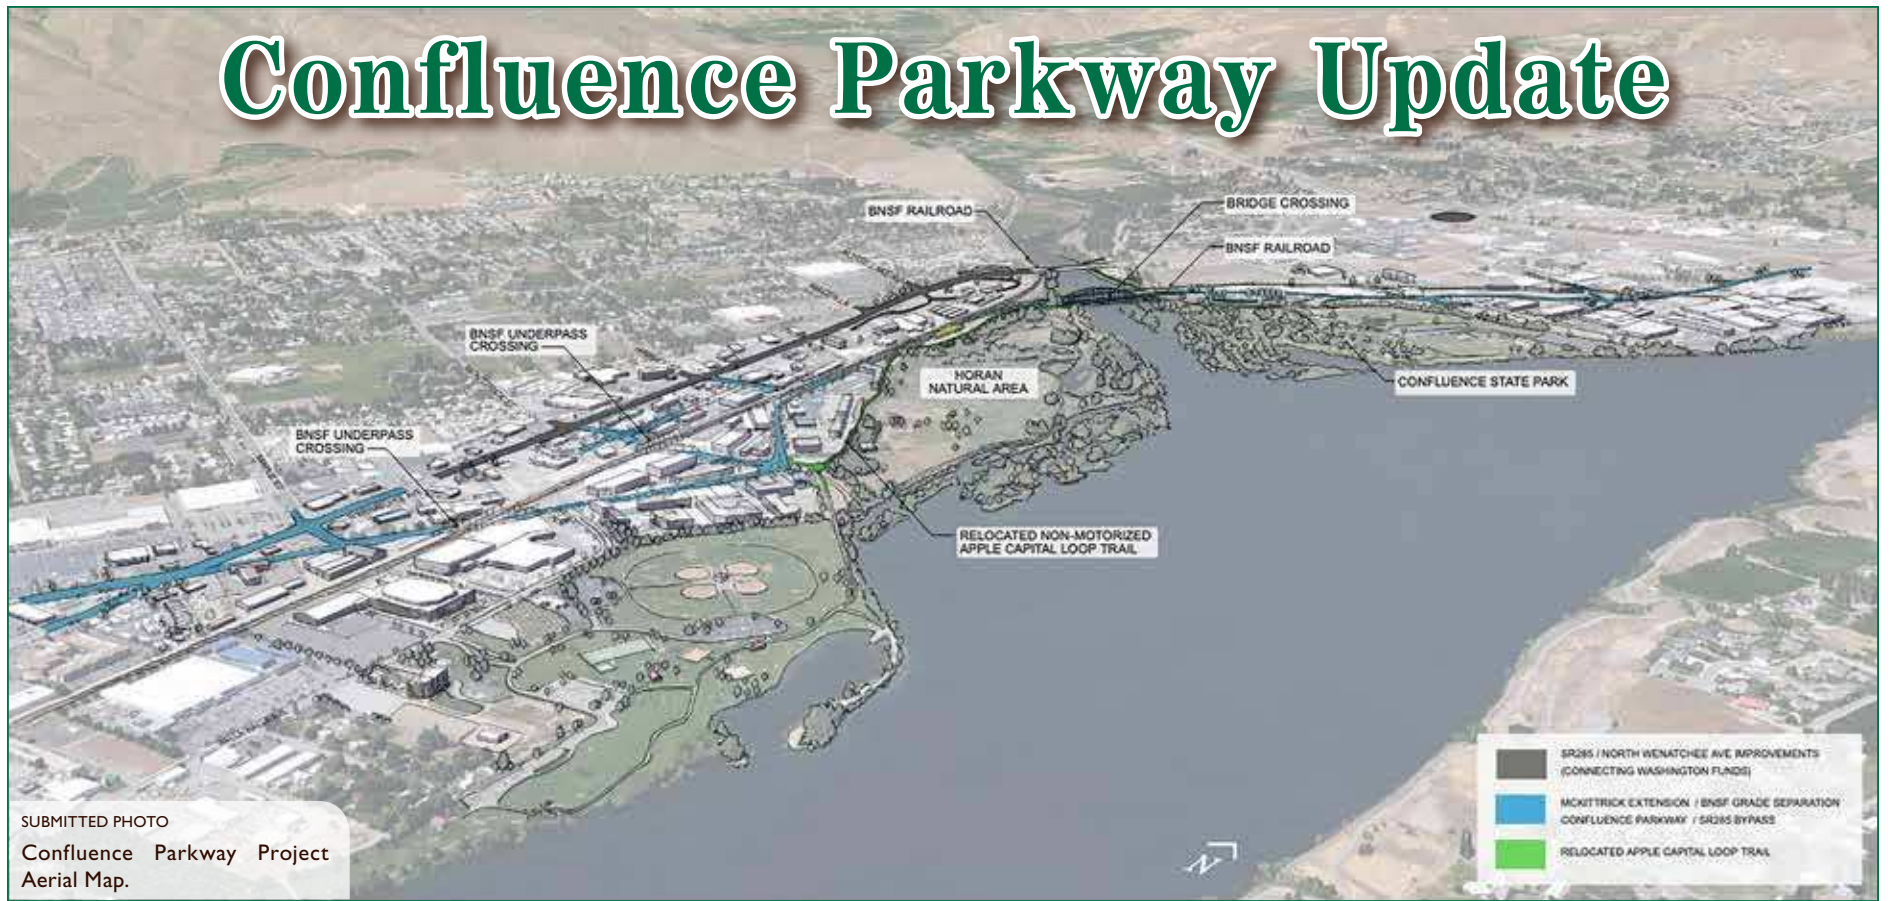 Confluence Parkway Update
BNSF RAILROAD
BRIDGE CROSSING
BNSF RAILROAD
BNSF UNDERPASS
CROSSING
HORAN
NATURAL AREA
CONFLUENCE STATE PARK
BNSF UNDERPASS
CROSSING
RELOCATED NON-MOTORIZED
APPLE CAPITAL LOOP TRAIL
SR285 / NORTH WENATCHEE AVE IMPROVEMENTS
(CONNECTING WASHINGTON FUNDS)
MCKITTRICK EXTENSION / BNSF GRADE SEPARATION
CONFLUENCE PARKWAY / SR285 BYPASS
RELOCATED APPLE CAPITAL LOOP TRAIL
N
SUBMITTED PHOTO
Confluence Parkway Project
Aerial Map.